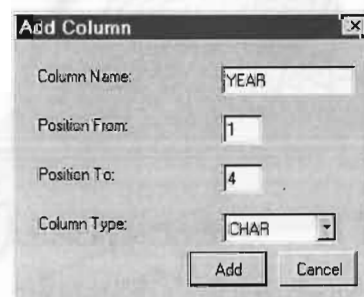 Add Column
Column Name: YEAR
Position From: 1
Position To: 4
Column Type: CHAR
Add Cancel